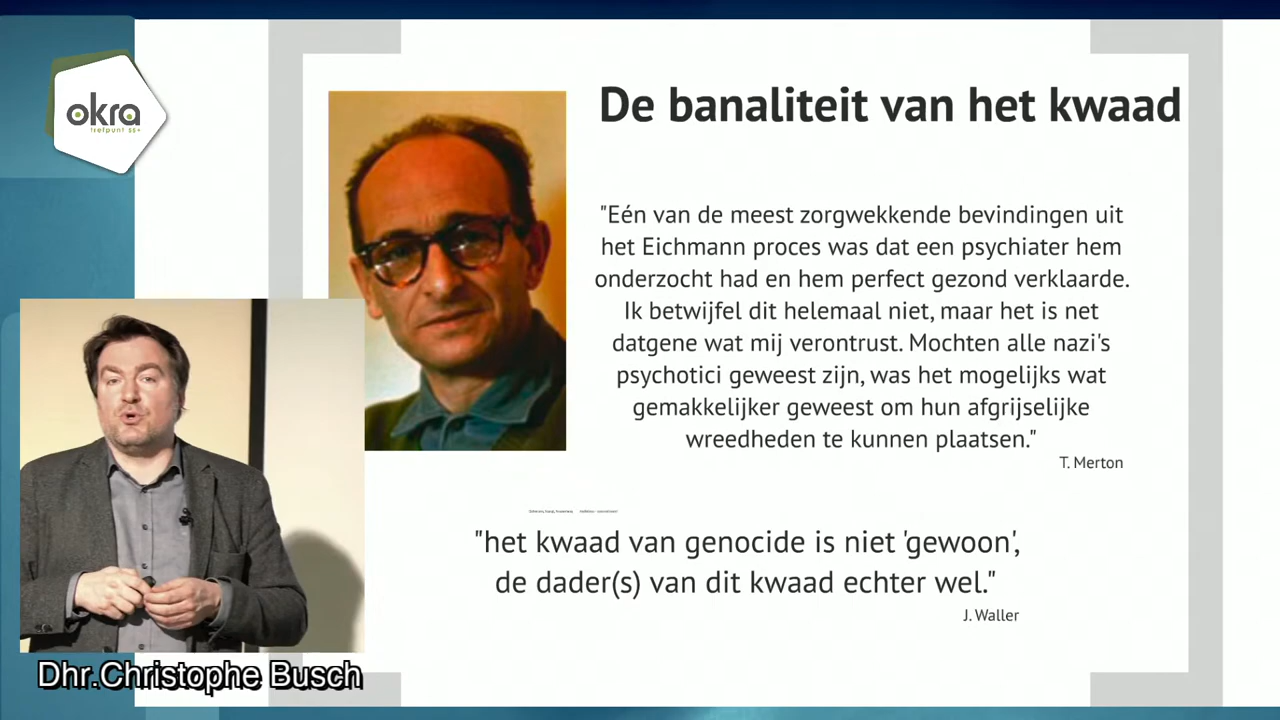 okra
trefpunt 55+
De banaliteit van het kwaad
"Eén van de meest zorgwekkende bevindingen uit
het Eichmann proces was dat een psychiater hem
onderzocht had en hem perfect gezond verklaarde.
Ik betwijfel dit helemaal niet, maar het is net
datgene wat mij verontrust. Mochten alle nazi's
psychotici geweest zijn, was het mogelijks wat
gemakkelijker geweest om hun afgrijselijke
wreedheden te kunnen plaatsen."
T. Merton
"het kwaad van genocide is niet 'gewoon',
de dader(s) van dit kwaad echter wel."
J. Waller
Dhr.Christophe Busch